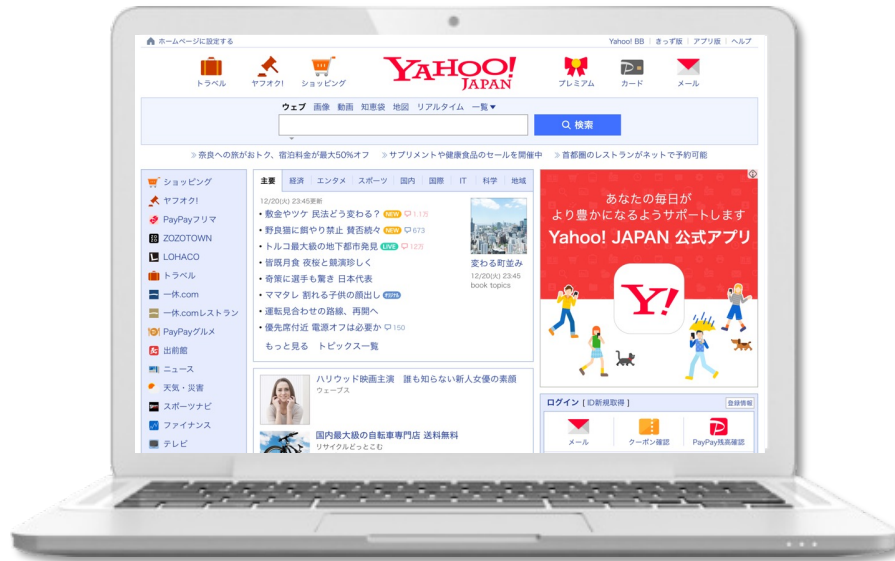 ホームページに設定する
Yahoo! BB きっず版 アプリ版 ヘルプ
トラベル ヤフオク! ショッピング
YAHOO!
JAPAN
プレミアム カード メール
ウェブ 画像 動画 知恵袋 地図 リアルタイム 一覧▼
検索
≫奈良への旅がおトク、宿泊料金が最大50%オフ ≫サプリメントや健康食品のセールを開催中 ≫首都圏のレストランがネットで予約可能
ショッピング
ヤフオク!
PayPayフリマ
ZOZOTOWN
LOHACO
トラベル
一休.com
一休.comレストラン
PayPayグルメ
出前館
ニュース
天気・災害
スポーツナビ
ファイナンス
テレビ
主要 経済 エンタメ スポーツ 国内 国際 IT 科学 地域
12/20(火) 23:45更新
・敷金やツケ 民法どう変わる? NEW 1.1万
・野良猫に餌やり禁止 賛否続々 NEW 673
・トルコ最大級の地下都市発見 LIVE 12万
・皆既月食 夜桜と競演珍しく
・奇策に選手も驚き 日本代表
・ママタレ 割れる子供の顔出し
・運転見合わせの路線、再開へ
・優先席付近 電源オフは必要か 150
もっと見る トピックス一覧
変わる町並み
12/20(火) 23:45
book topics
ハリウッド映画主演 誰も知らない新人女優の素顔
ウェーブス
国内最大級の自転車専門店 送料無料
リサイクルどっとこむ
あなたの毎日が
より豊かになるようサポートします
Yahoo! JAPAN 公式アプリ
Y!
ログイン [ ID新規取得 ]
登録情報
メール クーポン確認 PayPay残高確認